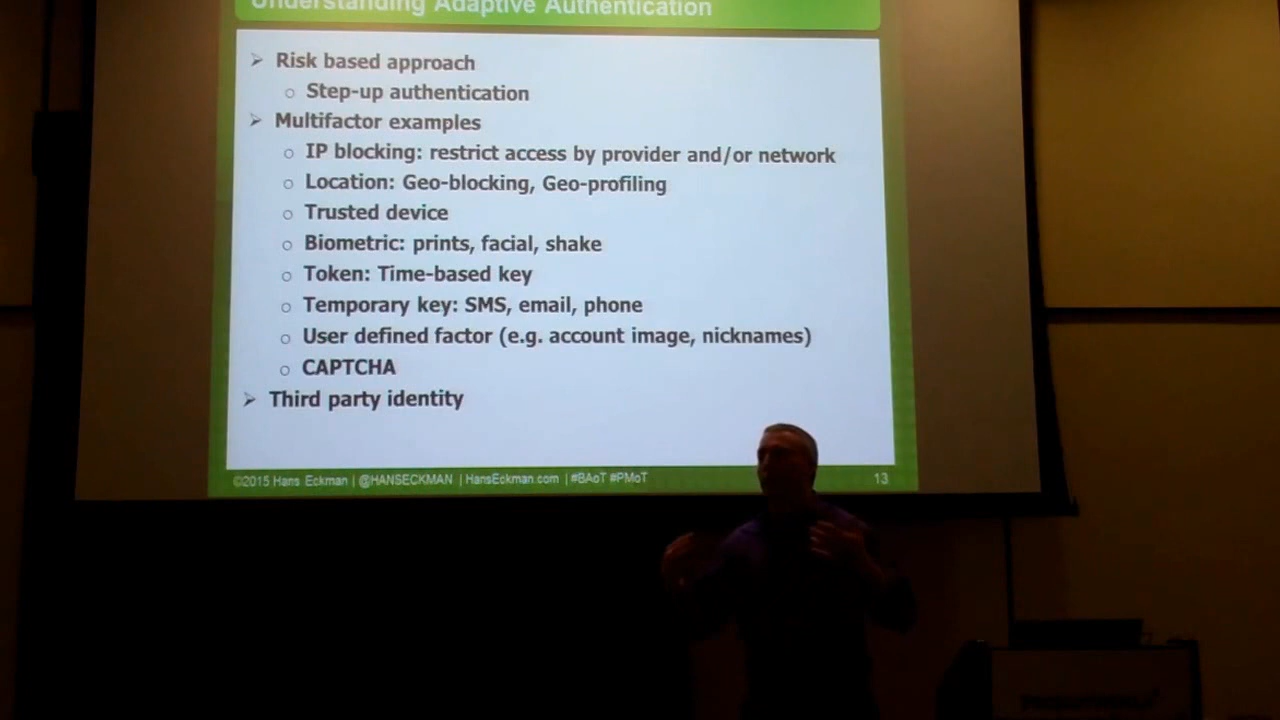 Understanding Adaptive Authentication
Risk based approach
Step-up authentication
Multifactor examples
IP blocking: restrict access by provider and/or network
Location: Geo-blocking, Geo-profiling
Trusted device
Biometric: prints, facial, shake
Token: Time-based key
Temporary key: SMS, email, phone
User defined factor (e.g. account image, nicknames)
CAPTCHA
Third party identity
©2015 Hans Eckman | @HANSECKMAN | HansEckman.com | #BAoT #PMoT 13